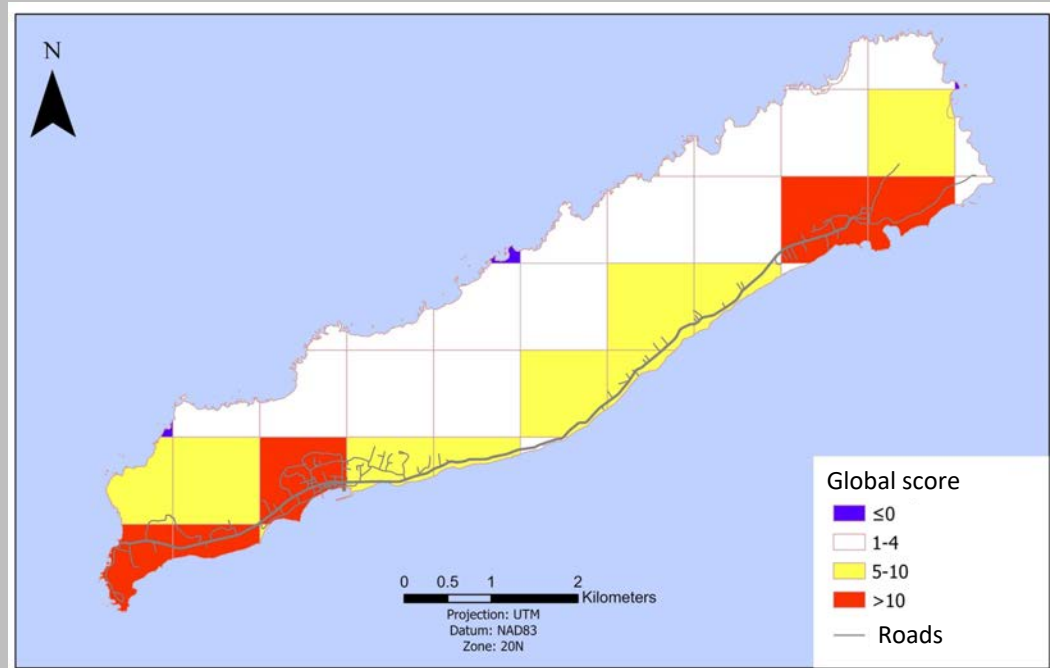 N
0 0.5 1 2
Kilometers
Projection: UTM
Datum: NAD83
Zone: 20N
Global score
≤0
1-4
5-10
>10
Roads